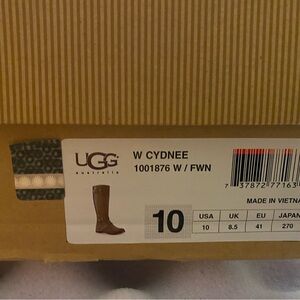 UGG
australia
W CYDNEE
1001876 W / FWN
7 37872 77163
MADE IN VIETNA
10
USA UK EU JAPAN
10 8.5 41 270